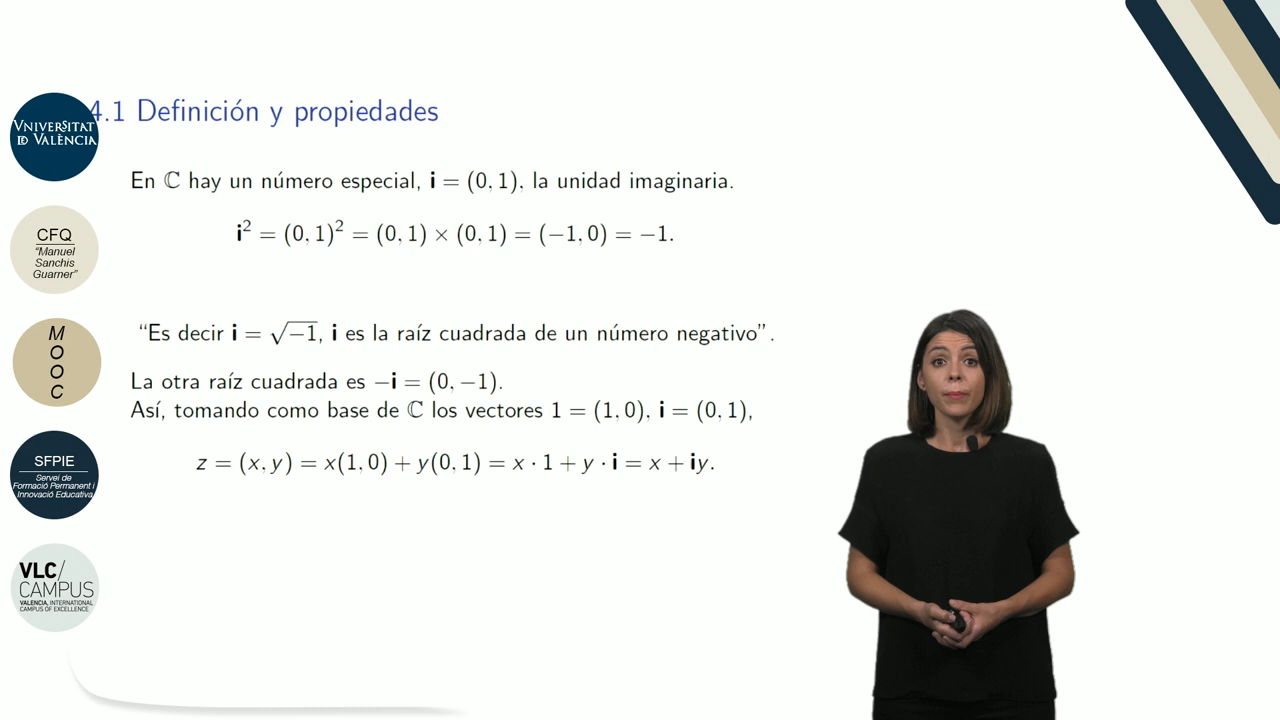 4.1 Definición y propiedades
En ℂ hay un número especial, i = (0, 1), la unidad imaginaria.
i² = (0, 1)² = (0, 1) × (0, 1) = (−1, 0) = −1.
“Es decir i = √−1, i es la raíz cuadrada de un número negativo”.
La otra raíz cuadrada es −i = (0, −1).
Así, tomando como base de ℂ los vectores 1 = (1, 0), i = (0, 1),
z = (x, y) = x(1, 0) + y(0, 1) = x · 1 + y · i = x + iy.
VNIVERSITAT
ID VALÈNCIA
CFQ
“Manuel
Sanchis
Guarner”
M
O
O
C
SFPIE
Servei de
Formació Permanent i
Innovació Educativa
VLC/
CAMPUS
VALENCIA, INTERNATIONAL
CAMPUS OF EXCELLENCE